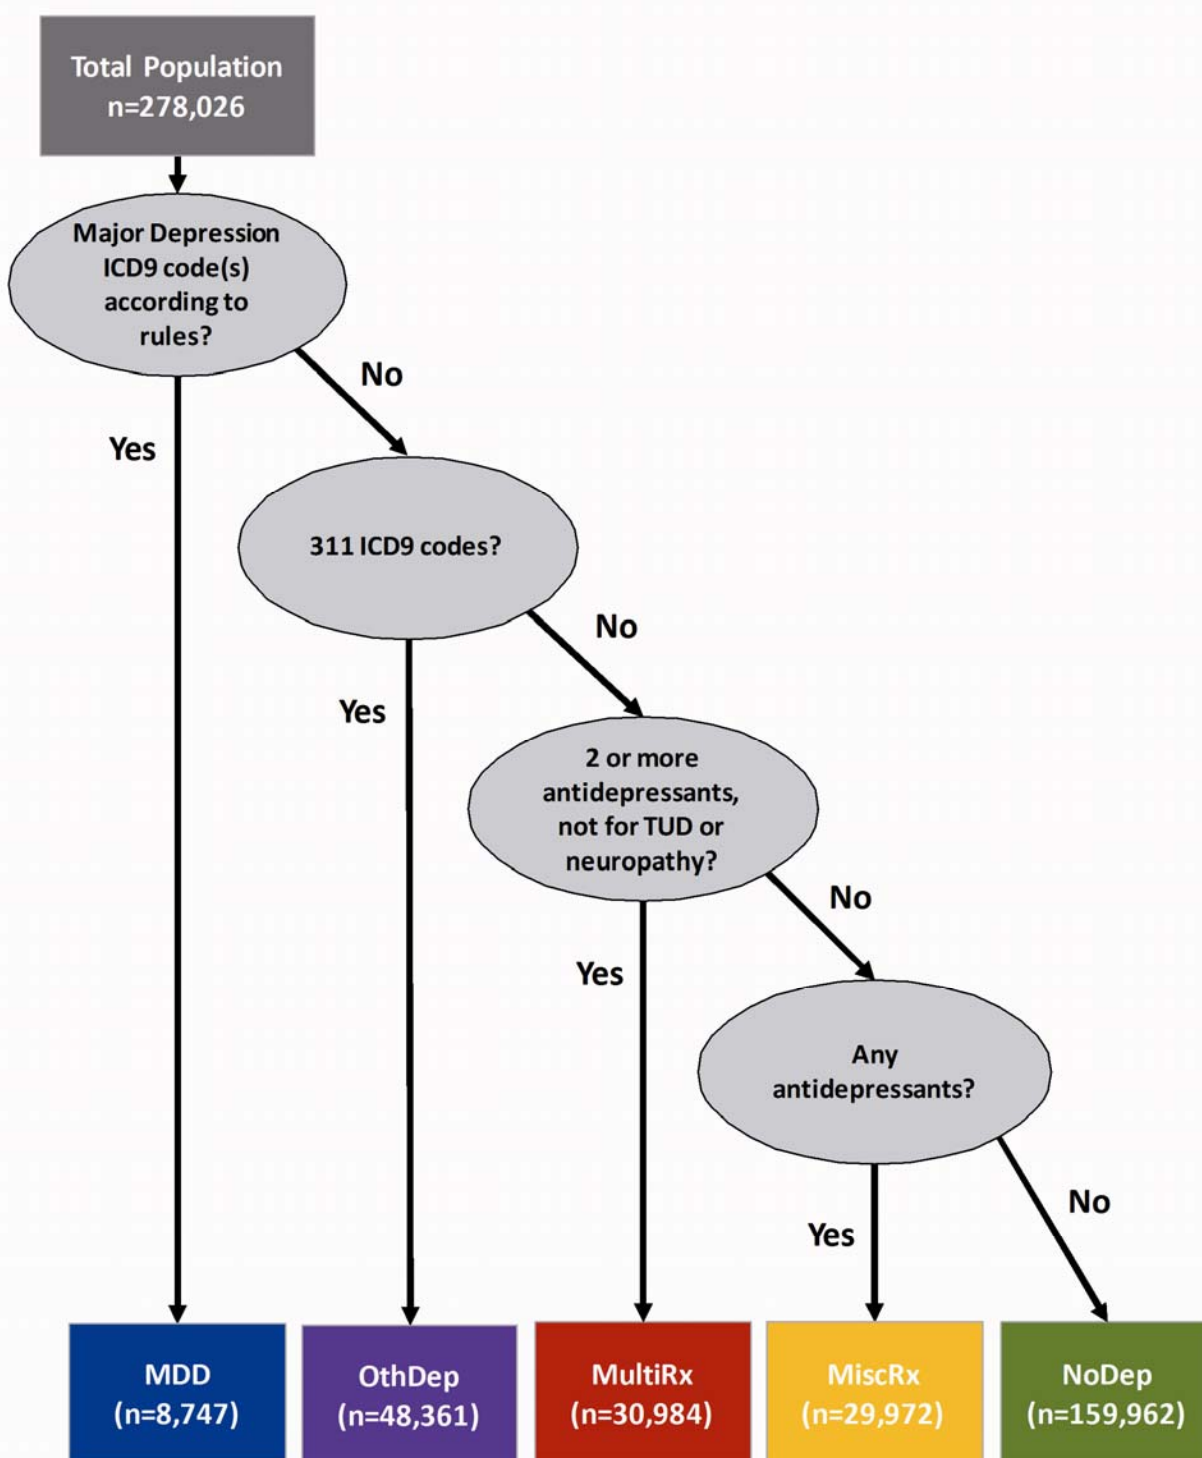 Total Population
n=278,026
Major Depression
ICD9 code(s)
according to
rules?
No
Yes
311 ICD9 codes?
No
Yes
2 or more
antidepressants,
not for TUD or
neuropathy?
No
Yes
Any
antidepressants?
No
Yes
MDD
(n=8,747)
OthDep
(n=48,361)
MultiRx
(n=30,984)
MiscRx
(n=29,972)
NoDep
(n=159,962)